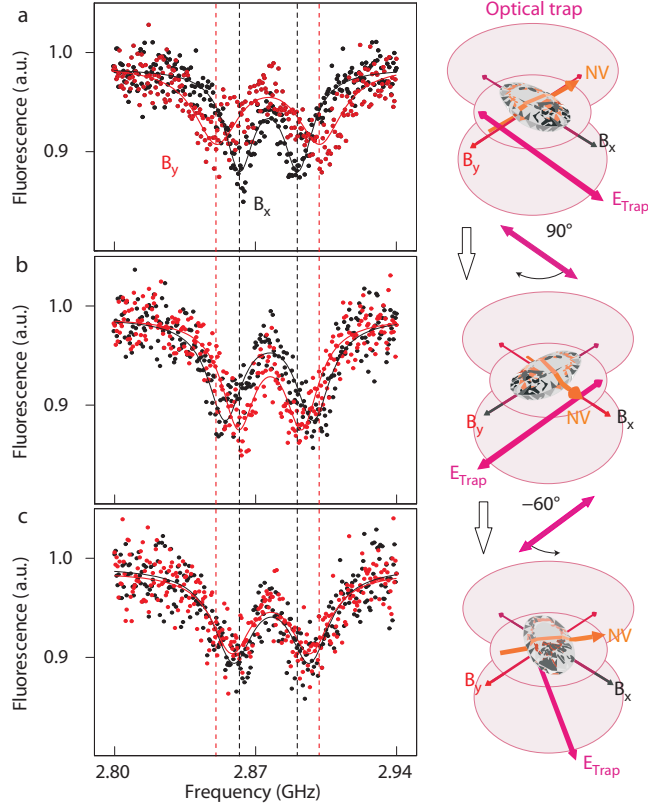 a
Fluorescence (a.u.)
1.0
0.9
B_y
B_x
Optical trap
NV
B_x
B_y
E_Trap
90°
b
Fluorescence (a.u.)
1.0
0.9
B_y
NV
B_x
E_Trap
−60°
c
Fluorescence (a.u.)
1.0
0.9
2.80
2.87
2.94
Frequency (GHz)
NV
B_y
B_x
E_Trap